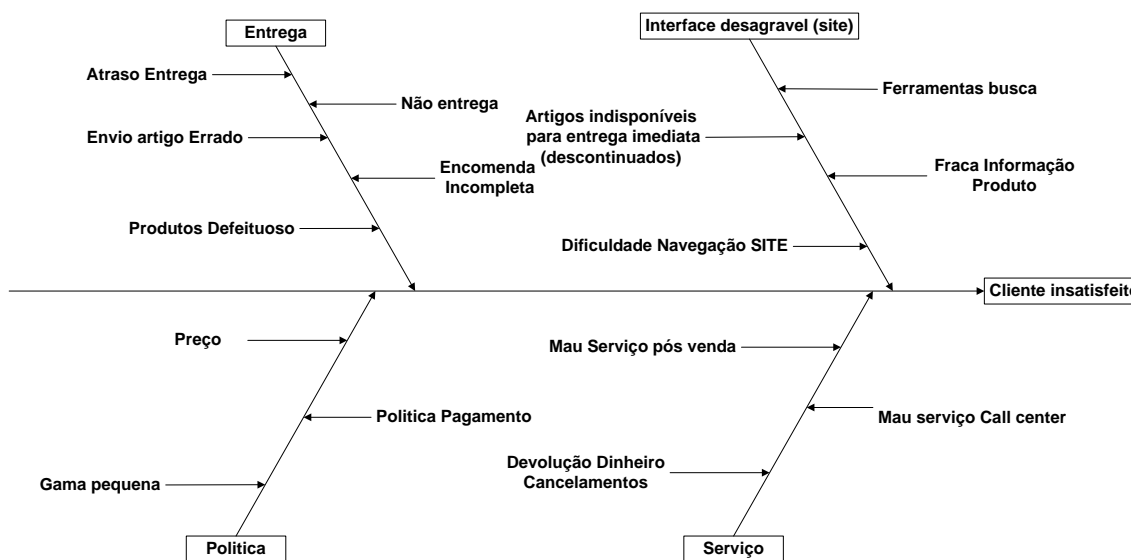 Entrega
Interface desagravel (site)
Atraso Entrega
Ferramentas busca
Não entrega
Artigos indisponíveis
para entrega imediata
(descontinuados)
Envio artigo Errado
Encomenda
Incompleta
Fraca Informação
Produto
Produtos Defeituoso
Dificuldade Navegação SITE
Cliente insatisfeito
Preço
Mau Serviço pós venda
Politica Pagamento
Mau serviço Call center
Devolução Dinheiro
Cancelamentos
Gama pequena
Politica
Serviço